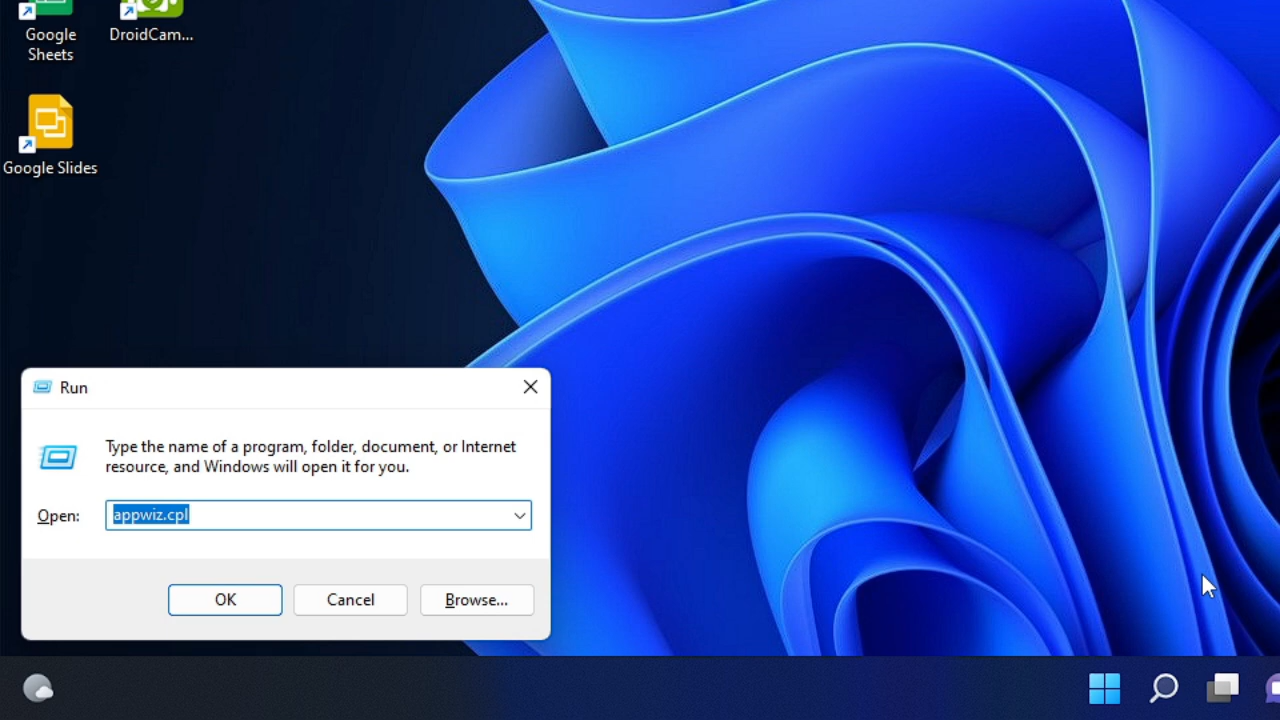 Google
Sheets
DroidCam...
Google Slides
Run
Type the name of a program, folder, document, or Internet
resource, and Windows will open it for you.
Open:
appwiz.cpl
OK
Cancel
Browse...